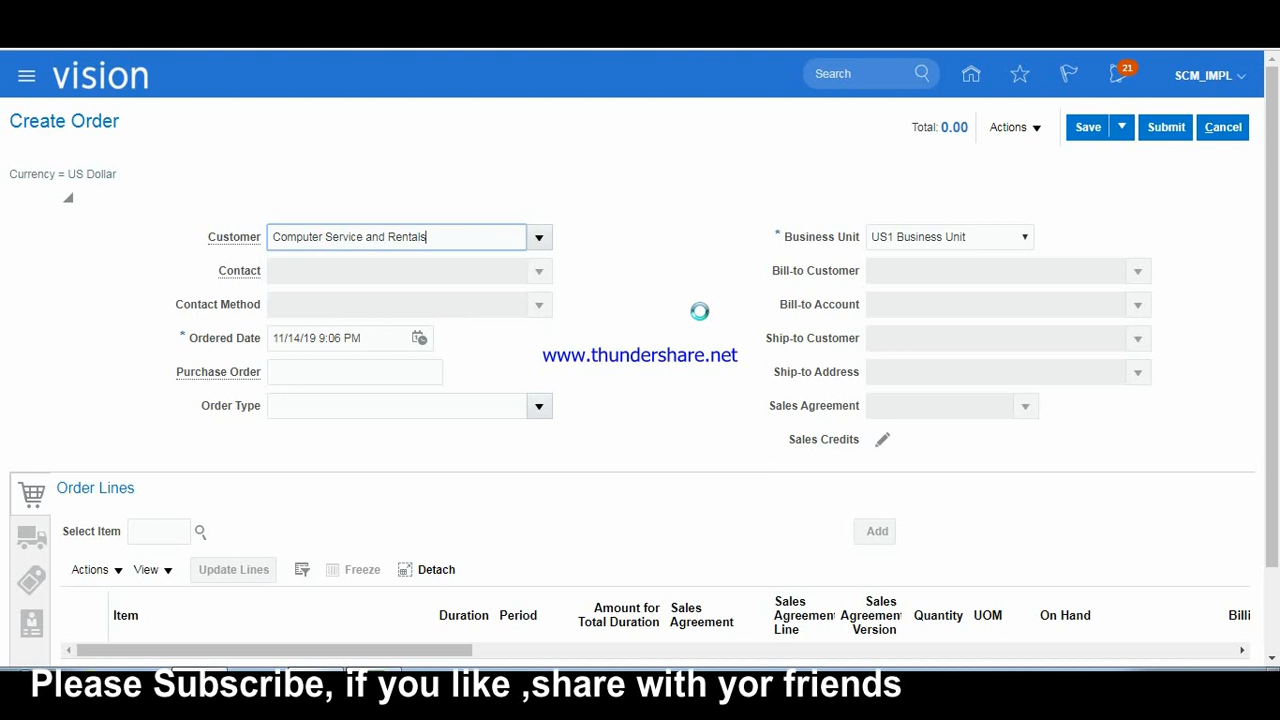 vision
Search
21
SCM_IMPL
Create Order
Total: 0.00
Actions
Save
Submit
Cancel
Currency = US Dollar
Customer
Computer Service and Rentals
* Business Unit
US1 Business Unit
Contact
Bill-to Customer
Contact Method
Bill-to Account
* Ordered Date
11/14/19 9:06 PM
Ship-to Customer
www.thundershare.net
Purchase Order
Ship-to Address
Order Type
Sales Agreement
Sales Credits
Order Lines
Select Item
Add
Actions
View
Update Lines
Freeze
Detach
Item
Duration
Period
Amount for
Total Duration
Sales
Agreement
Sales
Agreement
Line
Sales
Agreement
Version
Quantity
UOM
On Hand
Billi
Please Subscribe, if you like ,share with yor friends